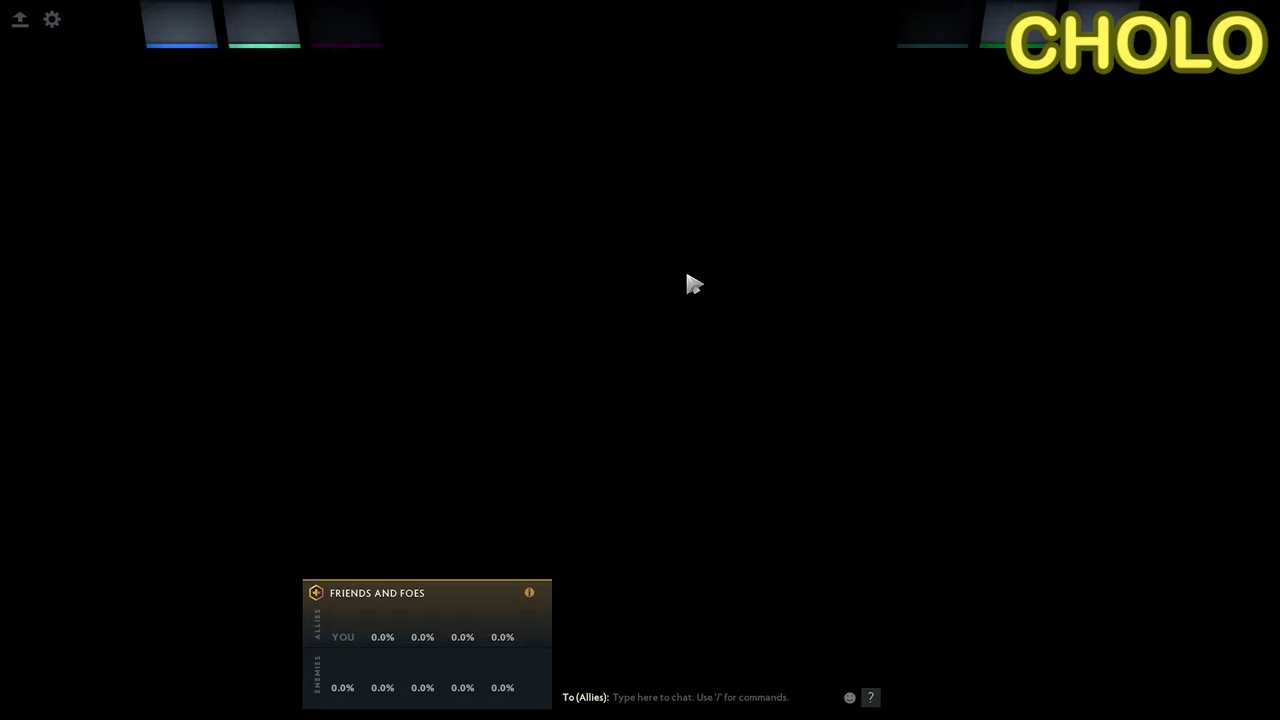 CHOLO
FRIENDS AND FOES
ALLIES
YOU 0.0% 0.0% 0.0% 0.0%
ENEMIES
0.0% 0.0% 0.0% 0.0% 0.0%
To (Allies): Type here to chat. Use '/' for commands.
?